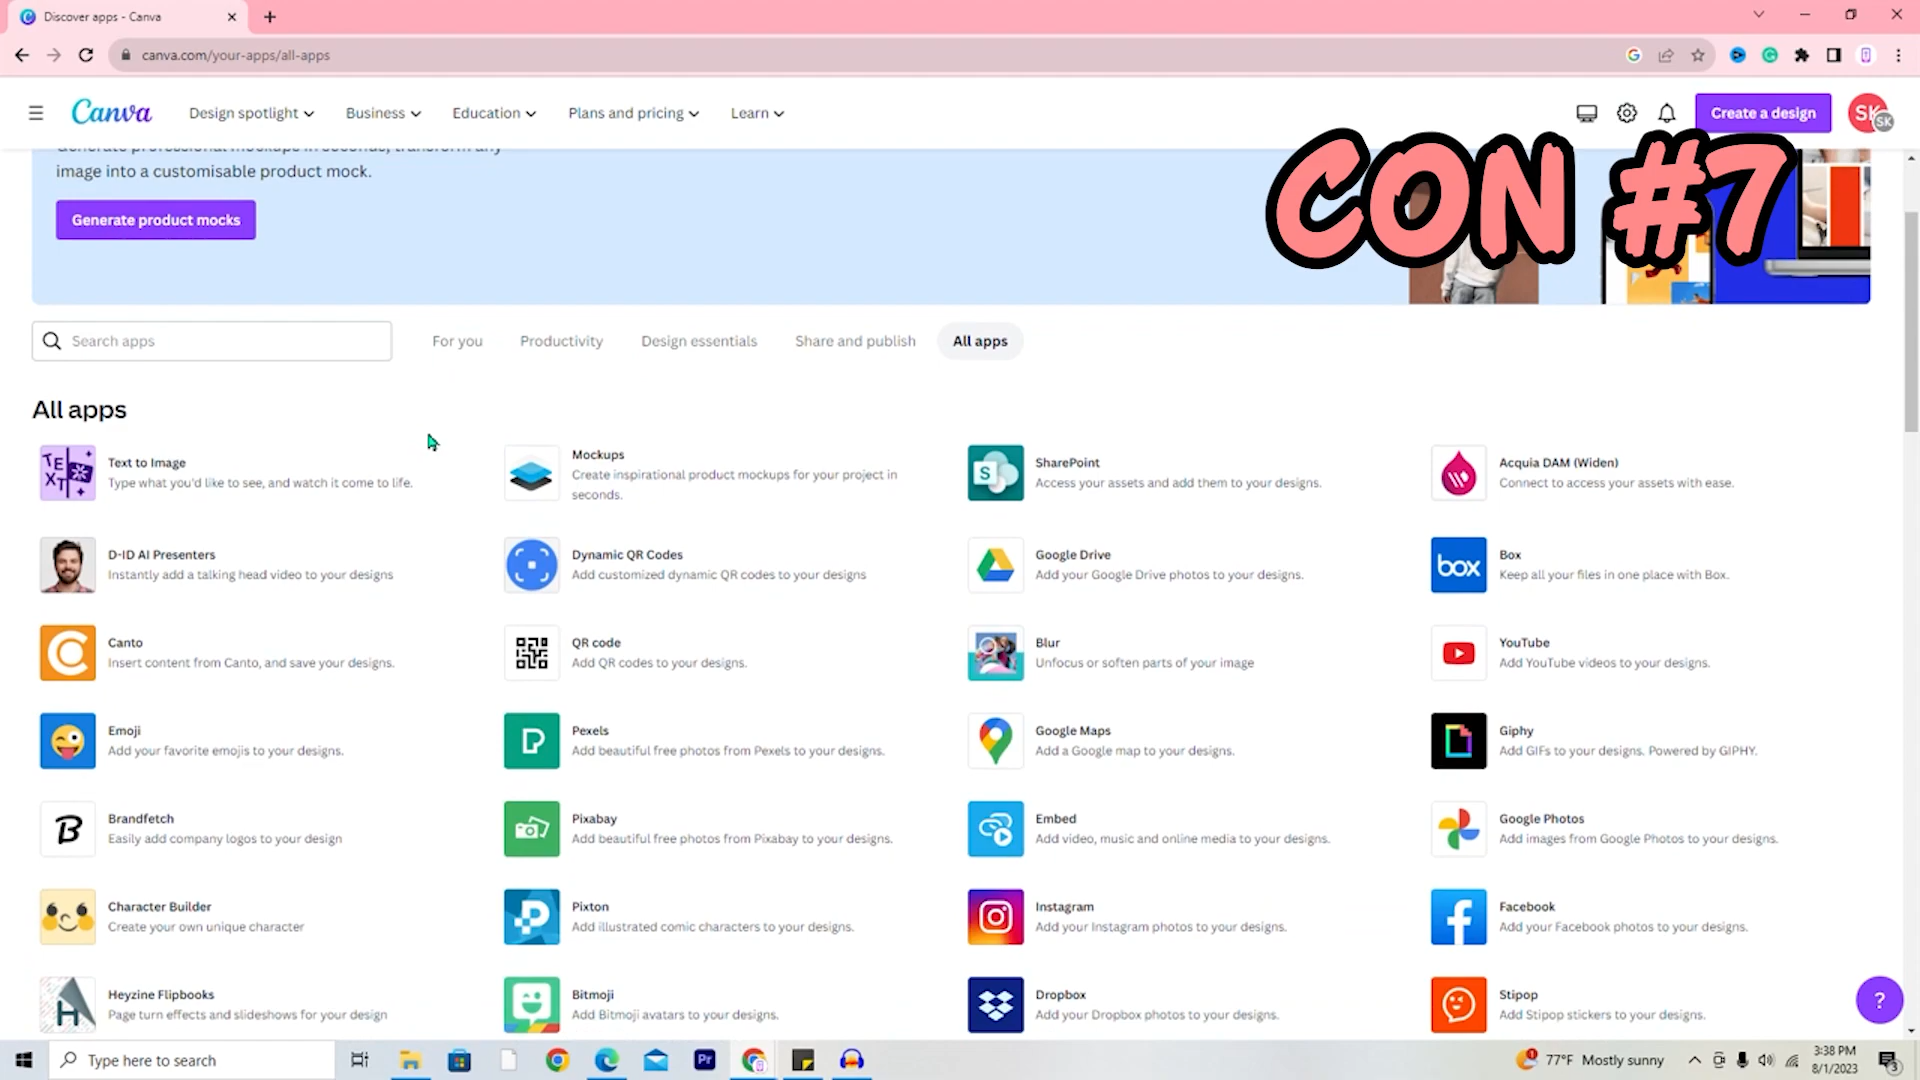 Discover apps - Canva
canva.com/your-apps/all-apps
Canva
Design spotlight
Business
Education
Plans and pricing
Learn
Create a design
SK
SK
CON #7
image into a customisable product mock.
Generate product mocks
Search apps
For you
Productivity
Design essentials
Share and publish
All apps
All apps
Text to Image
Type what you'd like to see, and watch it come to life.
Mockups
Create inspirational product mockups for your project in
seconds.
SharePoint
Access your assets and add them to your designs.
Acquia DAM (Widen)
Connect to access your assets with ease.
D-ID AI Presenters
Instantly add a talking head video to your designs
Dynamic QR Codes
Add customized dynamic QR codes to your designs
Google Drive
Add your Google Drive photos to your designs.
box
Box
Keep all your files in one place with Box.
Canto
Insert content from Canto, and save your designs.
QR code
Add QR codes to your designs.
Blur
Unfocus or soften parts of your image
YouTube
Add YouTube videos to your designs.
Emoji
Add your favorite emojis to your designs.
Pexels
Add beautiful free photos from Pexels to your designs.
Google Maps
Add a Google map to your designs.
Giphy
Add GIFs to your designs. Powered by GIPHY.
Brandfetch
Easily add company logos to your design
Pixabay
Add beautiful free photos from Pixabay to your designs.
Embed
Add video, music and online media to your designs.
Google Photos
Add images from Google Photos to your designs.
Character Builder
Create your own unique character
Pixton
Add illustrated comic characters to your designs.
Instagram
Add your Instagram photos to your designs.
Facebook
Add your Facebook photos to your designs.
Heyzine Flipbooks
Page turn effects and slideshows for your design
Bitmoji
Add Bitmoji avatars to your designs.
Dropbox
Add your Dropbox photos to your designs.
Stipop
Add Stipop stickers to your designs.
?
Type here to search
Pr
77°F Mostly sunny
3:38 PM
8/1/2023
3